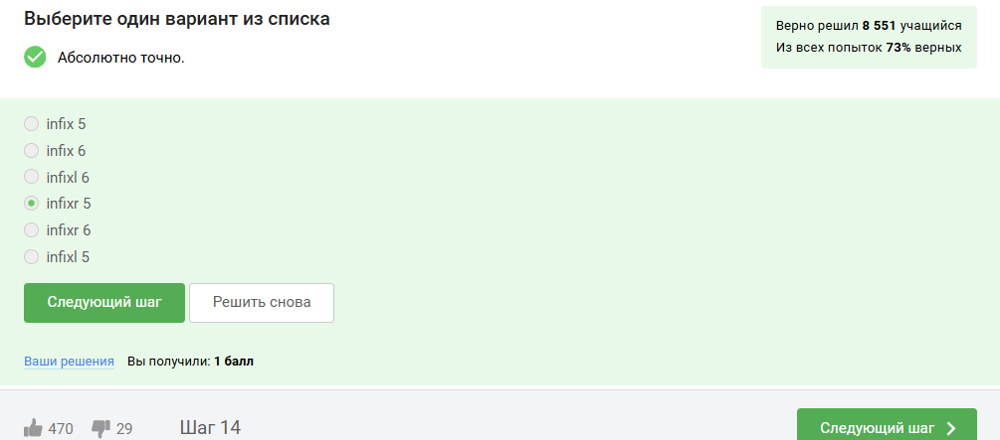 Выберите один вариант из списка
Верно решил 8 551 учащийся
Из всех попыток 73% верных
Абсолютно точно.
infix 5
infix 6
infixl 6
infixr 5
infixr 6
infixl 5
Следующий шаг Решить снова
Ваши решения Вы получили: 1 балл
470 29 Шаг 14 Следующий шаг